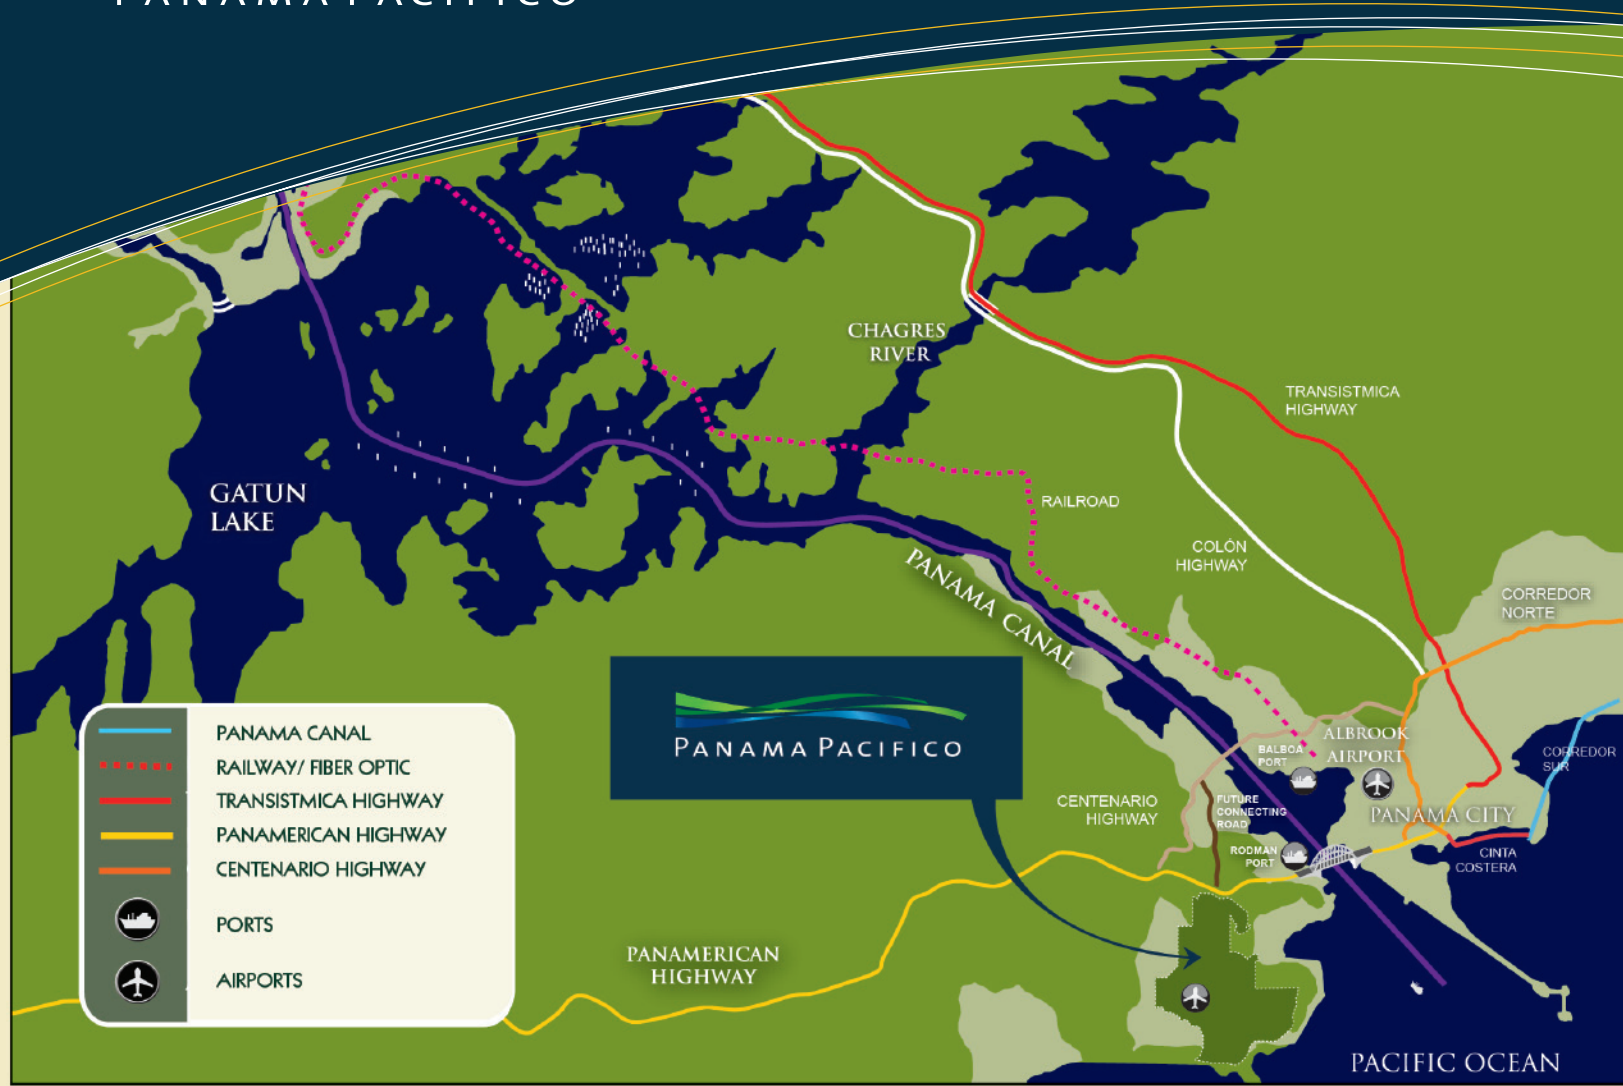 PANAMA PACIFICO
CHAGRES
RIVER
TRANSISTMICA
HIGHWAY
GATUN
LAKE
RAILROAD
COLÓN
HIGHWAY
PANAMA CANAL
CORREDOR
NORTE
PANAMA PACIFICO
PANAMA CANAL
RAILWAY/ FIBER OPTIC
TRANSISTMICA HIGHWAY
PANAMERICAN HIGHWAY
CENTENARIO HIGHWAY
PORTS
AIRPORTS
ALBROOK
AIRPORT
BALBOA
PORT
CORREDOR
SUR
CENTENARIO
HIGHWAY
FUTURE
CONNECTING
ROAD
PANAMA CITY
RODMAN
PORT
CINTA
COSTERA
PANAMERICAN
HIGHWAY
PACIFIC OCEAN